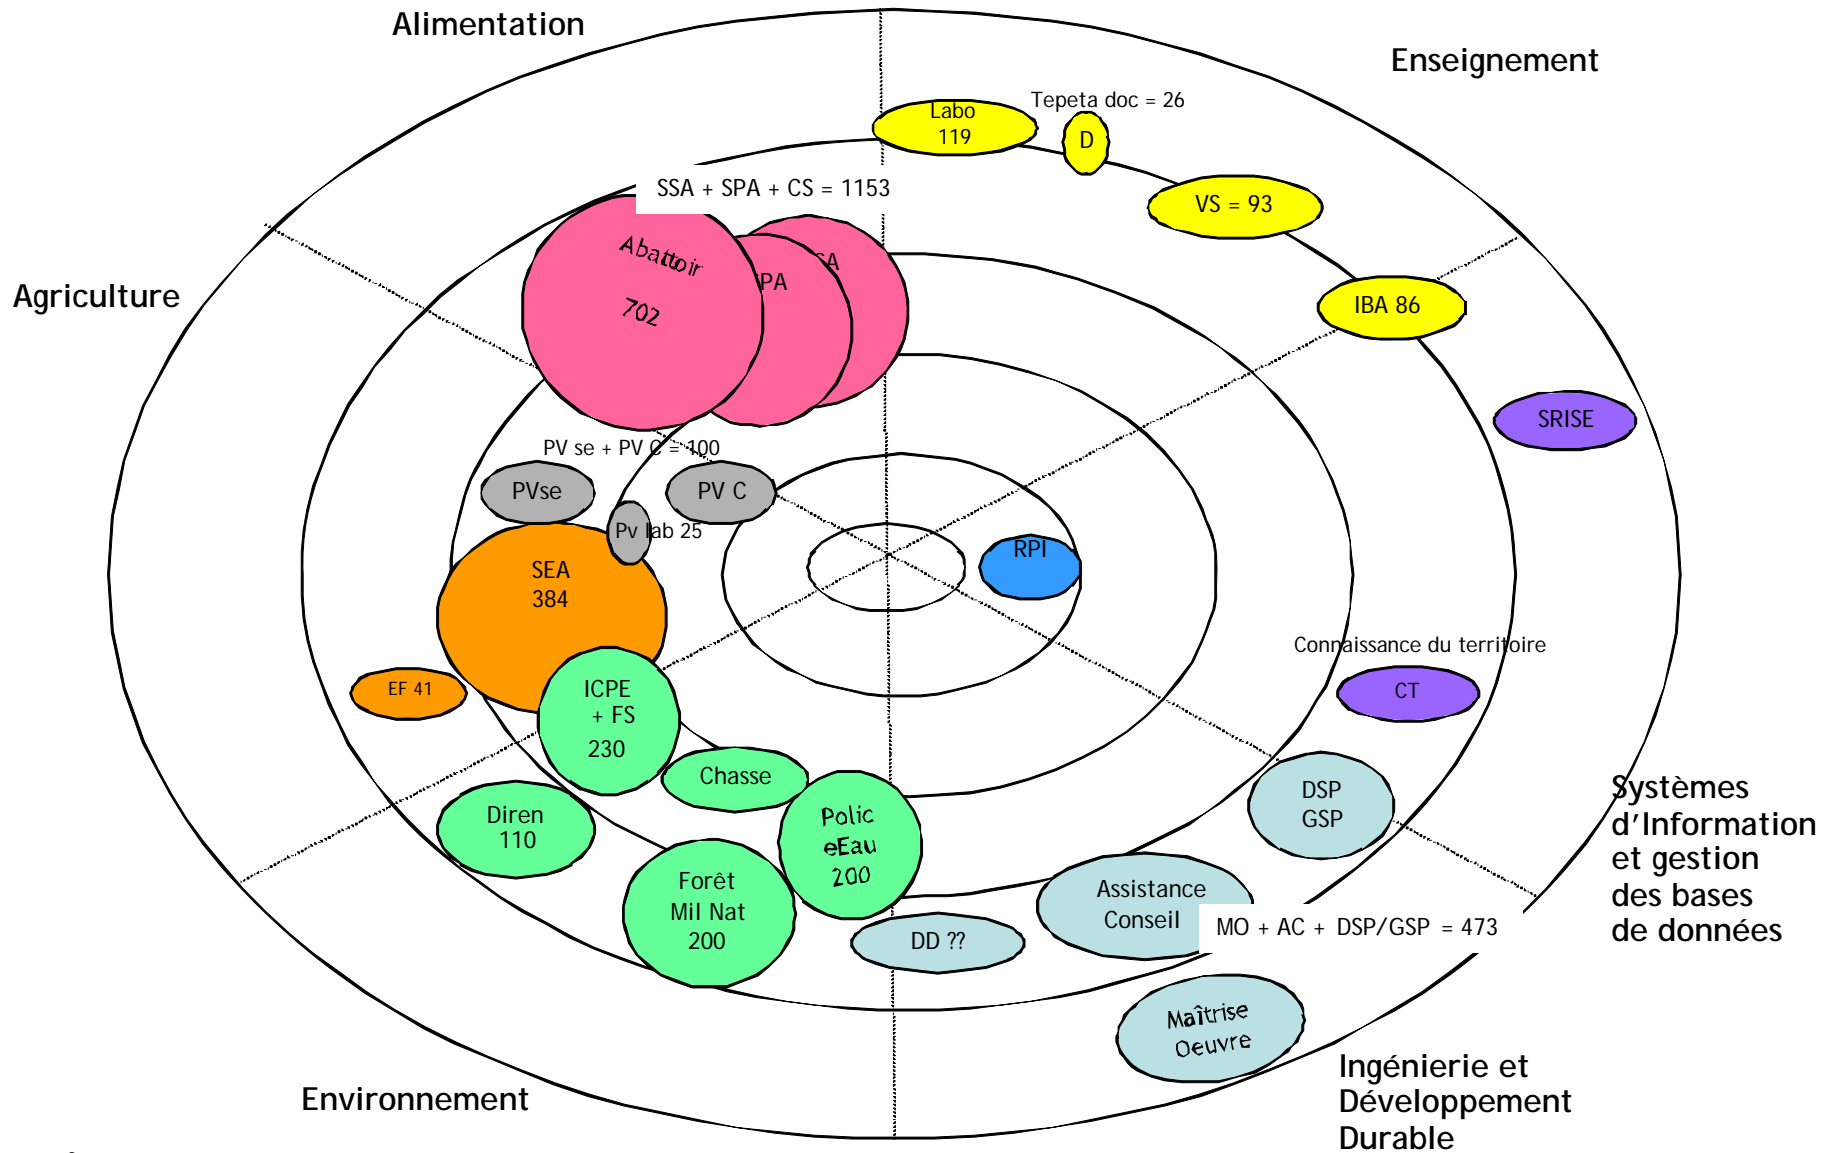 Alimentation
Enseignement
Agriculture
Tepeta doc = 26
Labo
119
D
VS = 93
IBA 86
SSA + SPA + CS = 1153
Abattoir
702
PA
SA
SRISE
PV se + PV C = 100
PVse
PV C
Pv lab 25
SEA
384
RPI
EF 41
ICPE
+ FS
230
Connaissance du territoire
CT
Chasse
Diren
110
Polic
eEau
200
Forêt
Mil Nat
200
DSP
GSP
DD ??
Assistance
Conseil
MO + AC + DSP/GSP = 473
Maîtrise
Oeuvre
Systèmes
d'Information
et gestion
des bases
de données
Environnement
Ingénierie et
Développement
Durable